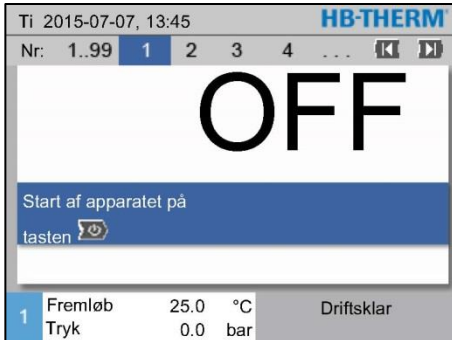 Ti 2015-07-07, 13:45 HB-THERM
Nr: 1..99 1 2 3 4 ...
OFF
Start af apparatet på
tasten
1 Fremløb 25.0 °C Driftsklar
Tryk 0.0 bar